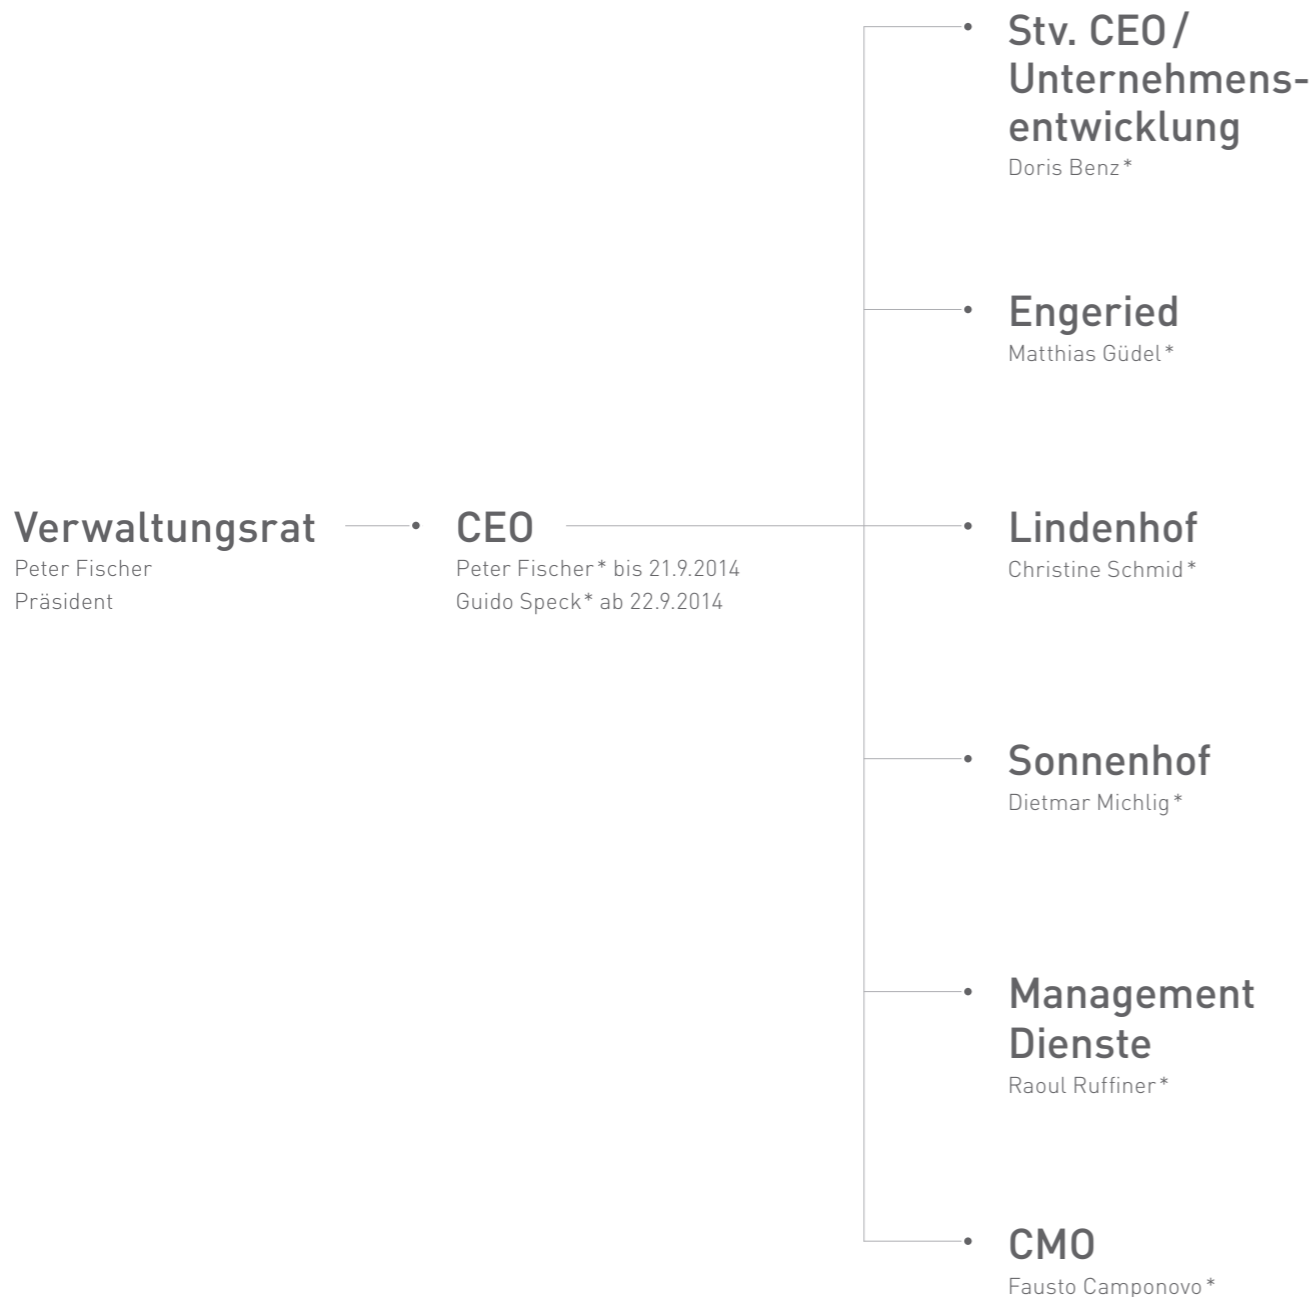 Verwaltungsrat
Peter Fischer
Präsident
CEO
Peter Fischer* bis 21.9.2014
Guido Speck* ab 22.9.2014
Stv. CEO/
Unternehmens-
entwicklung
Doris Benz*
Engeried
Matthias Güdel*
Lindenhof
Christine Schmid*
Sonnenhof
Dietmar Michlig*
Management
Dienste
Raoul Ruffiner*
CMO
Fausto Camponovo*